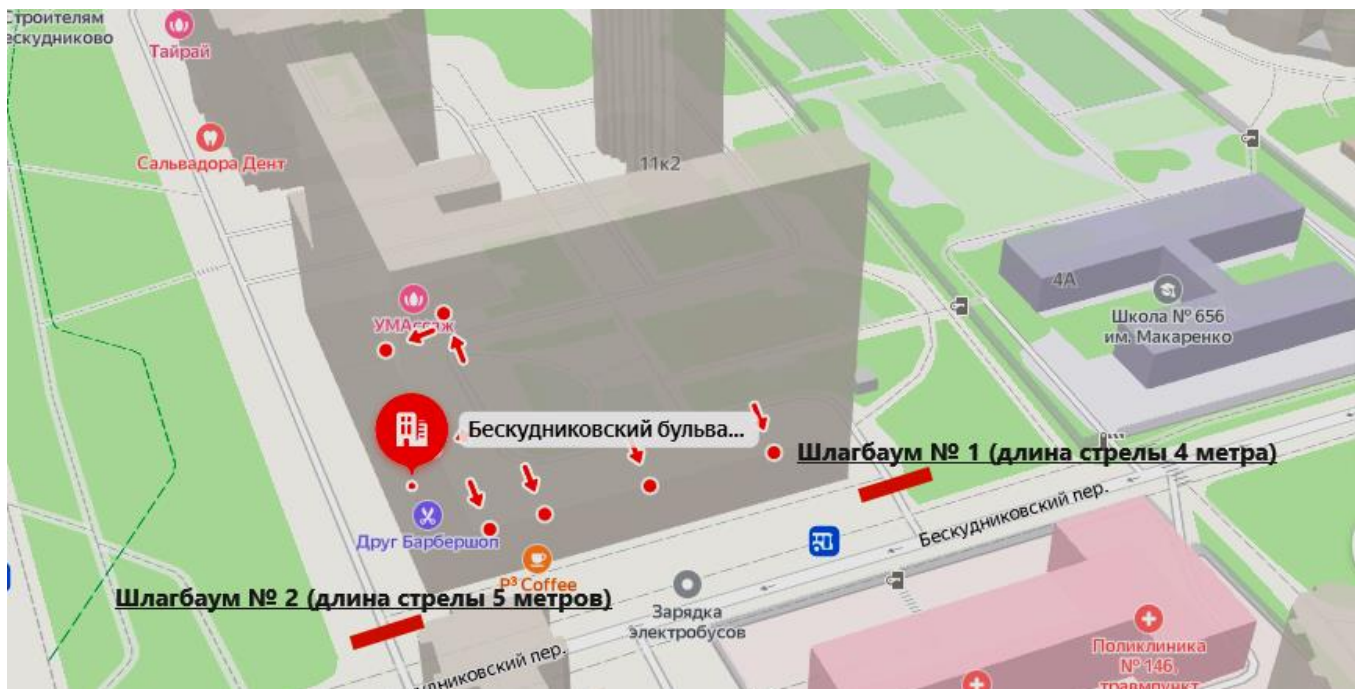 Строителям
Бескудниково
Тайрай
Сальвадора Дент
11к2
4А
Школа № 656
им. Макаренко
УМАссаж
Бескудниковский бульва...
Шлагбаум № 1 (длина стрелы 4 метра)
Бескудниковский пер.
Друг Барбершоп
P³ Coffee
Шлагбаум № 2 (длина стрелы 5 метров)
Зарядка
электробусов
удниковский пер.
Поликлиника
№ 146,
травмпункт